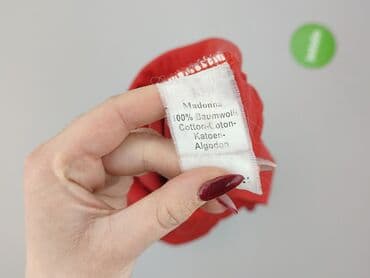 Madonna
100% Baumwolle
Cotton-Coton-
Katoen-
Algodon